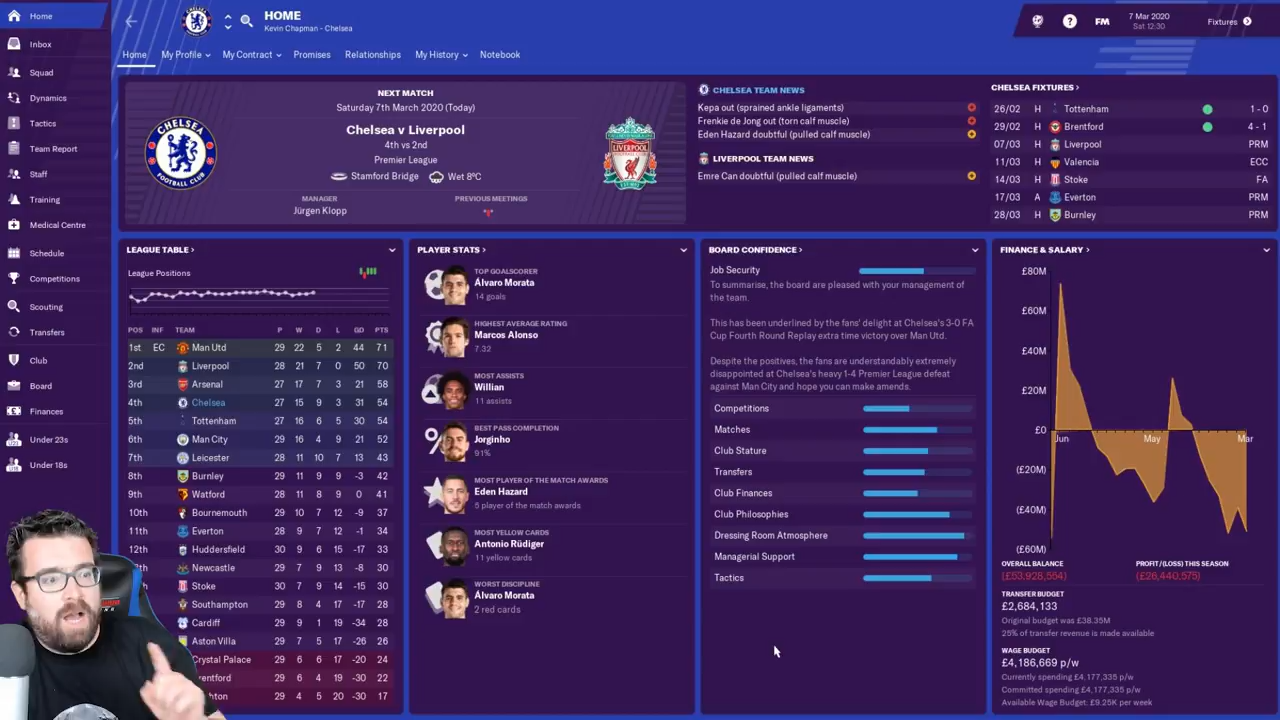 Home
Inbox
Squad
Dynamics
Tactics
Team Report
Staff
Training
Medical Centre
Schedule
Competitions
Scouting
Transfers
Club
Board
Finances
Under 23s
Under 18s
HOME
Kevin Chapman - Chelsea
FM
7 Mar 2020
Sat 12:30
Fixtures
Home
My Profile
My Contract
Promises
Relationships
My History
Notebook
NEXT MATCH
Saturday 7th March 2020 (Today)
Chelsea v Liverpool
4th vs 2nd
Premier League
Stamford Bridge Wet 8ºC
MANAGER
Jürgen Klopp
PREVIOUS MEETINGS
CHELSEA
FOOTBALL CLUB
CHELSEA TEAM NEWS
Kepa out (sprained ankle ligaments)
Frenkie de Jong out (torn calf muscle)
Eden Hazard doubtful (pulled calf muscle)
LIVERPOOL TEAM NEWS
Emre Can doubtful (pulled calf muscle)
CHELSEA FIXTURES >
26/02 H Tottenham 1 - 0
29/02 H Brentford 4 - 1
07/03 H Liverpool PRM
11/03 H Valencia ECC
14/03 H Stoke FA
17/03 A Everton PRM
28/03 H Burnley PRM
LEAGUE TABLE >
League Positions
POS INF TEAM P W D L GD PTS
1st EC Man Utd 29 22 5 2 44 71
2nd Liverpool 28 21 7 0 50 70
3rd Arsenal 27 17 7 3 21 58
4th Chelsea 27 15 9 3 31 54
5th Tottenham 27 16 6 5 30 54
6th Man City 29 16 4 9 21 52
7th Leicester 28 11 10 7 13 43
8th Burnley 29 11 9 9 -3 42
9th Watford 28 11 8 9 0 41
10th Bournemouth 29 10 7 12 -9 37
11th Everton 28 9 7 12 -1 34
12th Huddersfield 30 9 6 15 -17 33
Newcastle 29 8 9 13 -8 30
Stoke 30 7 9 14 -15 30
Southampton 29 8 4 17 -17 28
Cardiff 29 9 1 19 -34 28
Aston Villa 29 7 5 17 -26 26
Crystal Palace 29 6 6 17 -20 24
29 6 4 19 -30 22
29 4 5 20 -30 17
PLAYER STATS >
TOP GOALSCORER
Álvaro Morata
14 goals
HIGHEST AVERAGE RATING
Marcos Alonso
7.32
MOST ASSISTS
Willian
11 assists
BEST PASS COMPLETION
Jorginho
91%
MOST PLAYER OF THE MATCH AWARDS
Eden Hazard
5 player of the match awards
MOST YELLOW CARDS
Antonio Rüdiger
11 yellow cards
WORST DISCIPLINE
Álvaro Morata
2 red cards
BOARD CONFIDENCE >
Job Security
To summarise, the board are pleased with your management of
the team.
This has been underlined by the fans' delight at Chelsea's 3-0 FA
Cup Fourth Round Replay extra time victory over Man Utd.
Despite the positives, the fans are understandably extremely
disappointed at Chelsea's heavy 1-4 Premier League defeat
against Man City and hope you can make amends.
Competitions
Matches
Club Stature
Transfers
Club Finances
Club Philosophies
Dressing Room Atmosphere
Managerial Support
Tactics
FINANCE & SALARY >
£80M
£60M
£40M
£20M
£0
(£20M)
(£40M)
(£60M)
Jun May Mar
OVERALL BALANCE
(£53,928,554)
PROFIT/(LOSS) THIS SEASON
(£26,440,575)
TRANSFER BUDGET
£2,684,133
Original budget was £38.35M
25% of transfer revenue is made available
WAGE BUDGET
£4,186,669 p/w
Currently spending £4,177,335 p/w
Committed spending £4,177,335 p/w
Available Wage Budget: £9.25K per week